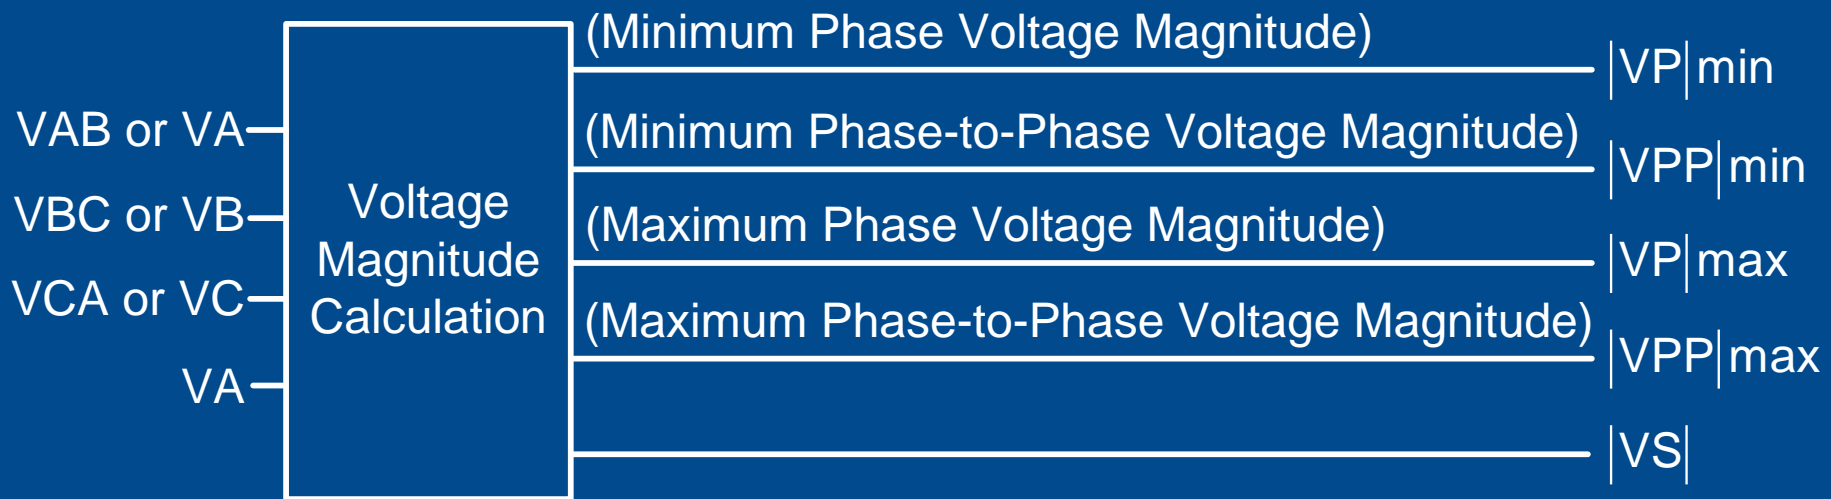 (Minimum Phase Voltage Magnitude)
|VP|min
VAB or VA
(Minimum Phase-to-Phase Voltage Magnitude)
|VPP|min
VBC or VB
Voltage
Magnitude
Calculation
(Maximum Phase Voltage Magnitude)
|VP|max
VCA or VC
(Maximum Phase-to-Phase Voltage Magnitude)
|VPP|max
VA
|VS|